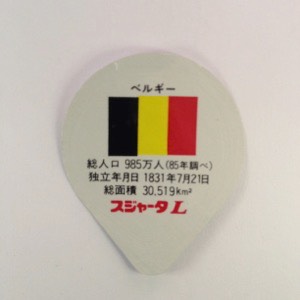 ベルギー
総人口 985万人(85年調べ)
独立年月日 1831年7月21日
総面積 30,519km²
スジャータ L